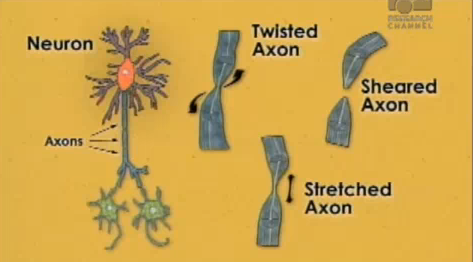 RESEARCH
CHANNEL
Neuron
Twisted
Axon
Sheared
Axon
Axons
Stretched
Axon